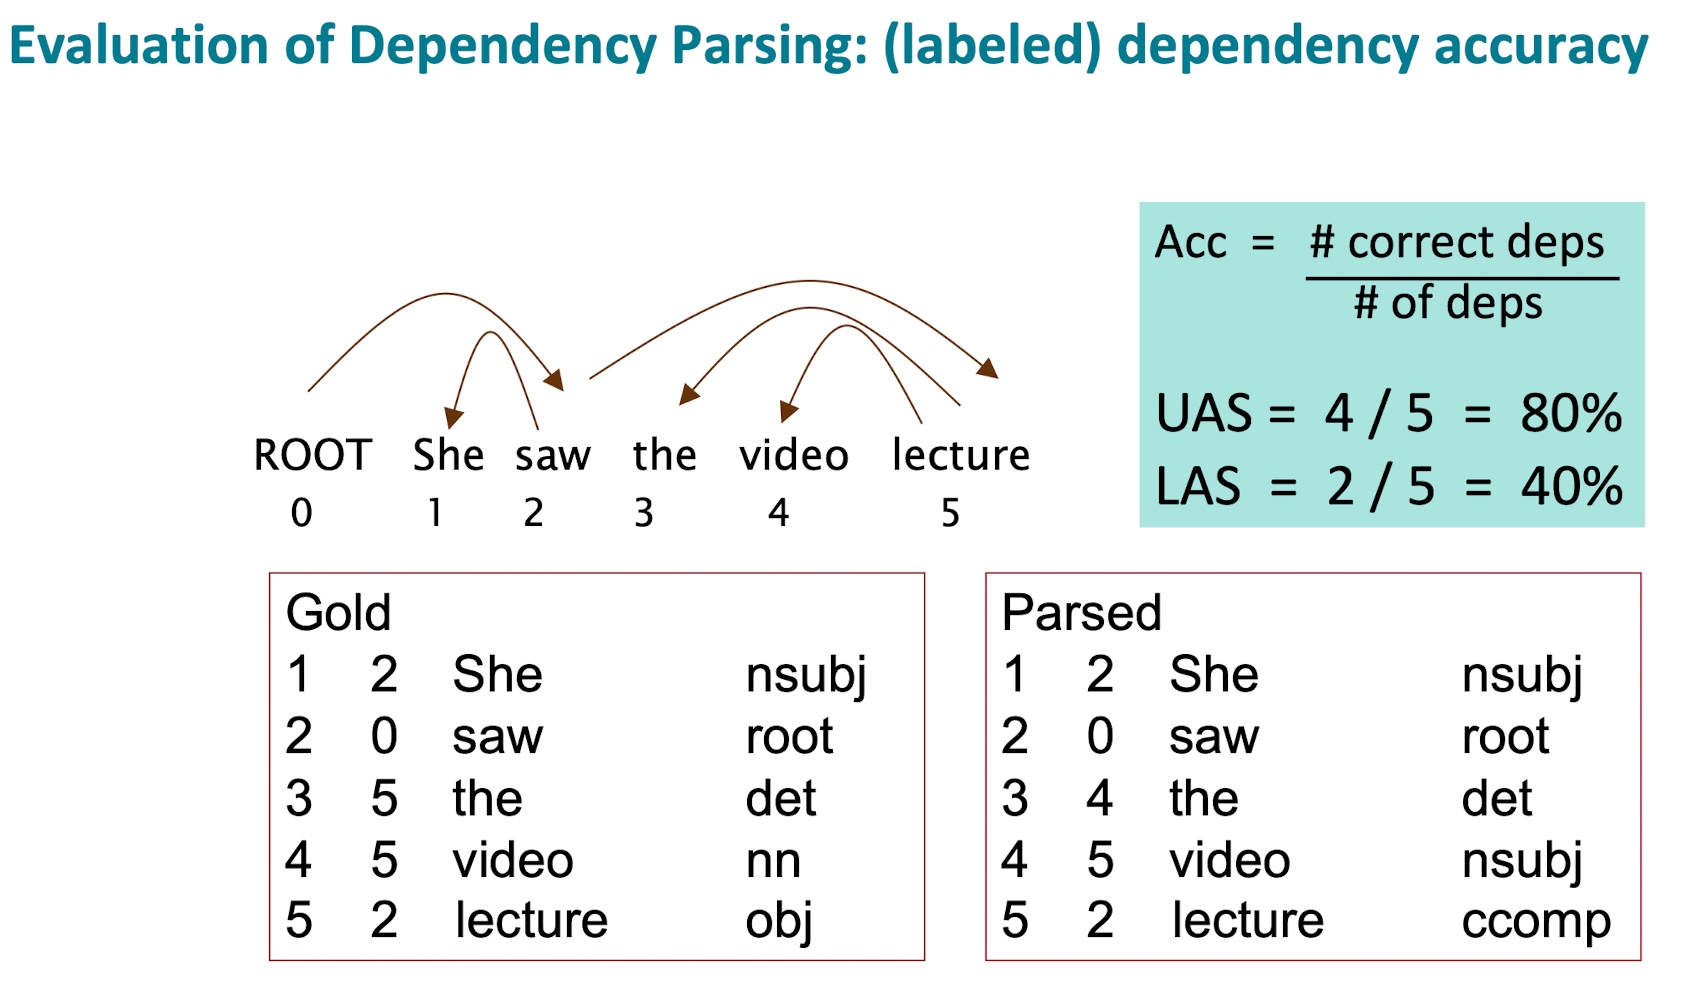 Evaluation of Dependency Parsing: (labeled) dependency accuracy
Acc = # correct deps
# of deps
UAS = 4 / 5 = 80%
LAS = 2 / 5 = 40%
ROOT She saw the video lecture
0 1 2 3 4 5
Gold
1 2 She nsubj
2 0 saw root
3 5 the det
4 5 video nn
5 2 lecture obj
Parsed
1 2 She nsubj
2 0 saw root
3 4 the det
4 5 video nsubj
5 2 lecture ccomp